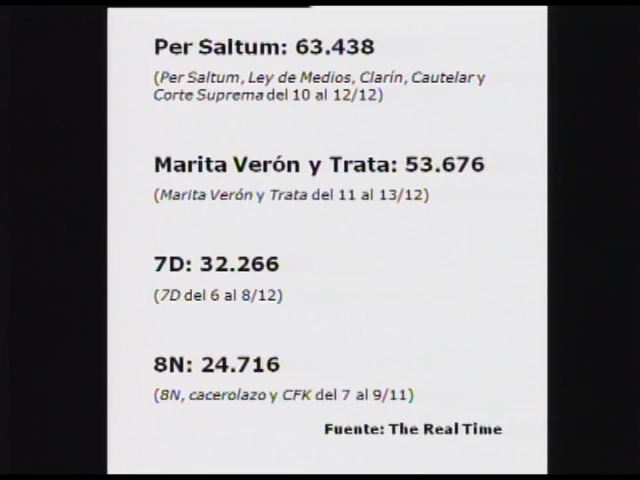 Per Saltum: 63.438
(Per Saltum, Ley de Medios, Clarín, Cautelar y
Corte Suprema del 10 al 12/12)
Marita Verón y Trata: 53.676
(Marita Verón y Trata del 11 al 13/12)
7D: 32.266
(7D del 6 al 8/12)
8N: 24.716
(8N, cacerolazo y CFK del 7 al 9/11)
Fuente: The Real Time